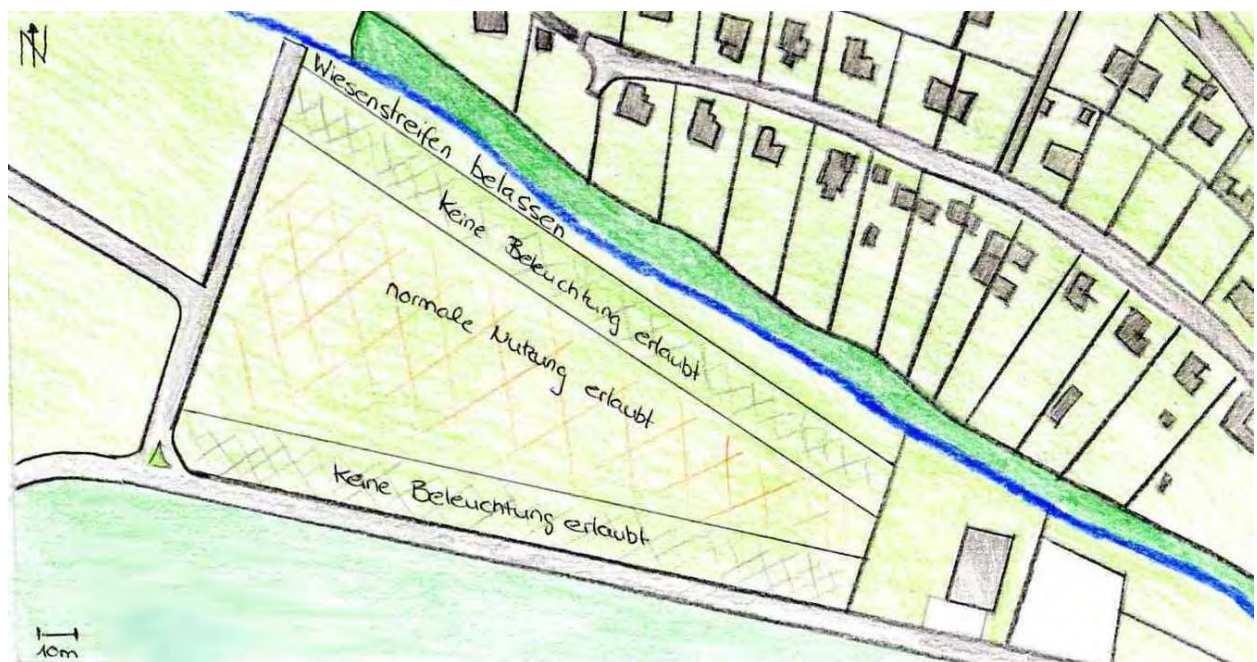 N
Wiesenstreifen belassen
Keine Beleuchtung erlaubt
normale Nutzung erlaubt
Keine Beleuchtung erlaubt
10m